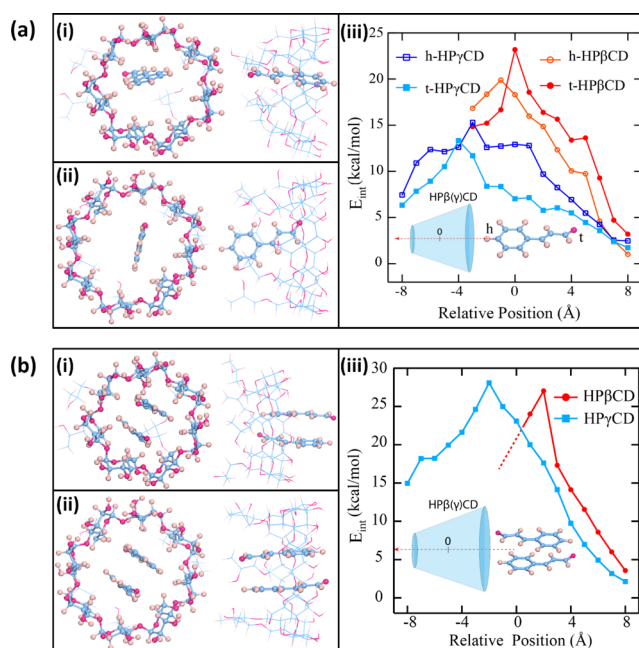 (a)
(i)
(ii)
(iii)
h-HPγCD
t-HPγCD
h-HPβCD
t-HPβCD
E_int (kcal/mol)
25
20
15
10
5
0
HPβ(γ)CD
0
h
t
-8 -4 0 4 8
Relative Position (Å)
(b)
(i)
(ii)
(iii)
HPβCD
HPγCD
E_int (kcal/mol)
30
25
20
15
10
5
0
HPβ(γ)CD
0
-8 -4 0 4 8
Relative Position (Å)